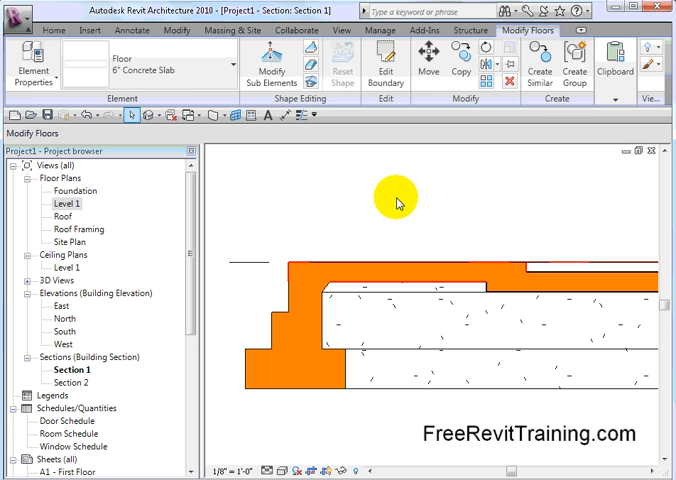 Autodesk Revit Architecture 2010 - [Project1 - Section: Section 1]
Type a keyword or phrase
Home Insert Annotate Modify Massing & Site Collaborate View Manage Add-Ins Structure Modify Floors
Element Properties
Floor
6" Concrete Slab
Modify Sub Elements
Reset Shape
Edit Boundary
Move
Copy
Create Similar
Create Group
Clipboard
Element Shape Editing Edit Modify Create Vie...
Modify Floors
Project1 - Project browser
Views (all)
Floor Plans
Foundation
Level 1
Roof
Roof Framing
Site Plan
Ceiling Plans
Level 1
3D Views
Elevations (Building Elevation)
East
North
South
West
Sections (Building Section)
Section 1
Section 2
Legends
Schedules/Quantities
Door Schedule
Room Schedule
Window Schedule
Sheets (all)
A1 - First Floor
FreeRevitTraining.com
1/8" = 1'-0"